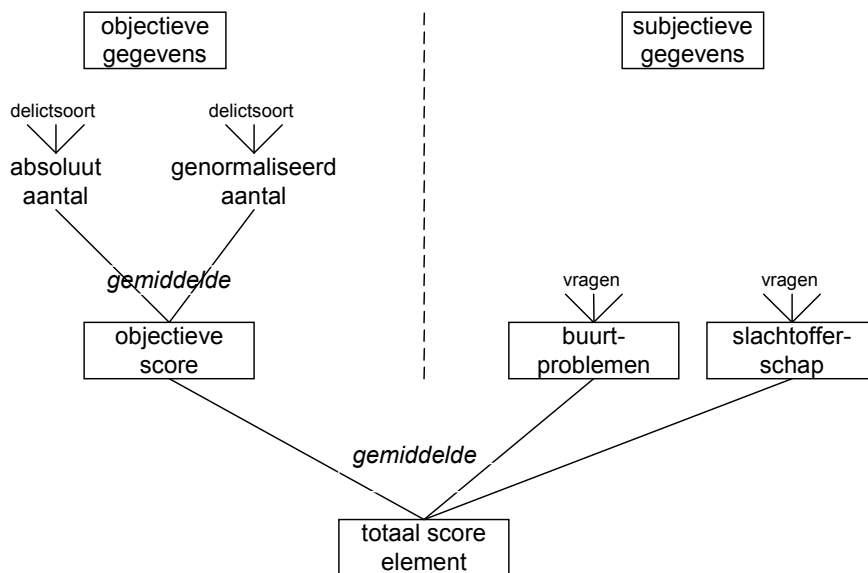 objectieve
gegevens
subjectieve
gegevens
delictsoort
delictsoort
absoluut
aantal
genormaliseerd
aantal
gemiddelde
vragen
vragen
objectieve
score
buurt-
problemen
slachtoffer-
schap
gemiddelde
totaal score
element